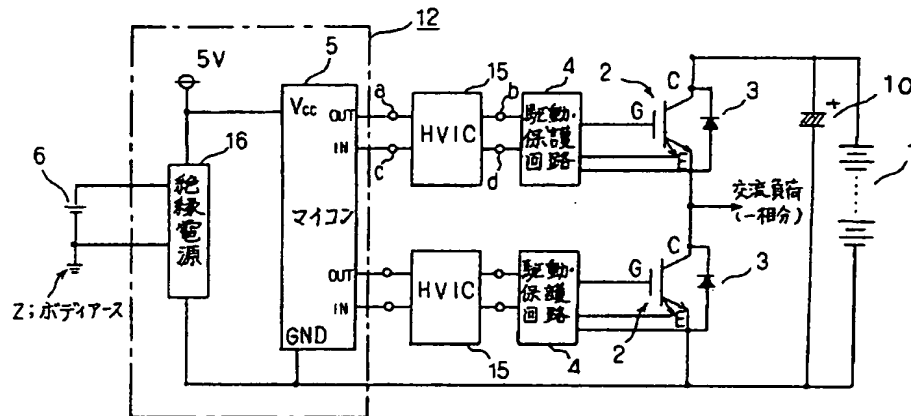 12
5V
5
Vcc
OUT
IN
マイコン
OUT
IN
GND
16
絶縁電源
6
Z;ボディアース
a
c
15
HVIC
b
d
4
駆動・
保護
回路
2
G
C
E
3
交流負荷
(一相分)
10
HVIC
15
駆動・
保護
回路
4
G
C
E
2
3